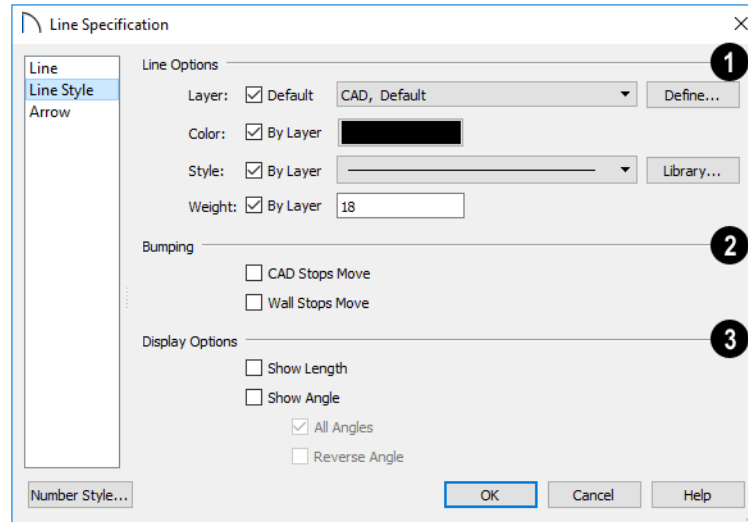 Line Specification
Line
Line Style
Arrow
Line Options
1
Layer: Default CAD, Default Define...
Color: By Layer
Style: By Layer Library...
Weight: By Layer 18
Bumping
2
CAD Stops Move
Wall Stops Move
Display Options
3
Show Length
Show Angle
All Angles
Reverse Angle
Number Style... OK Cancel Help